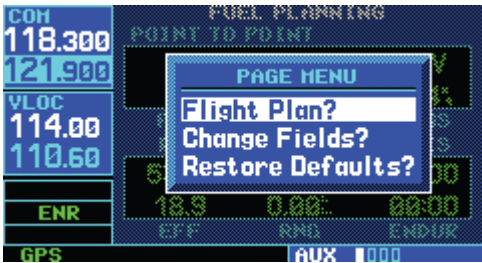 COM
118.300
121.900
VLOC
114.00
110.60
ENR
GPS
FUEL PLANNING
POINT TO POINT
PAGE MENU
Flight Plan?
Change Fields?
Restore Defaults?
18.9 0.00 00:00
EFF RNG ENDUR
AUX